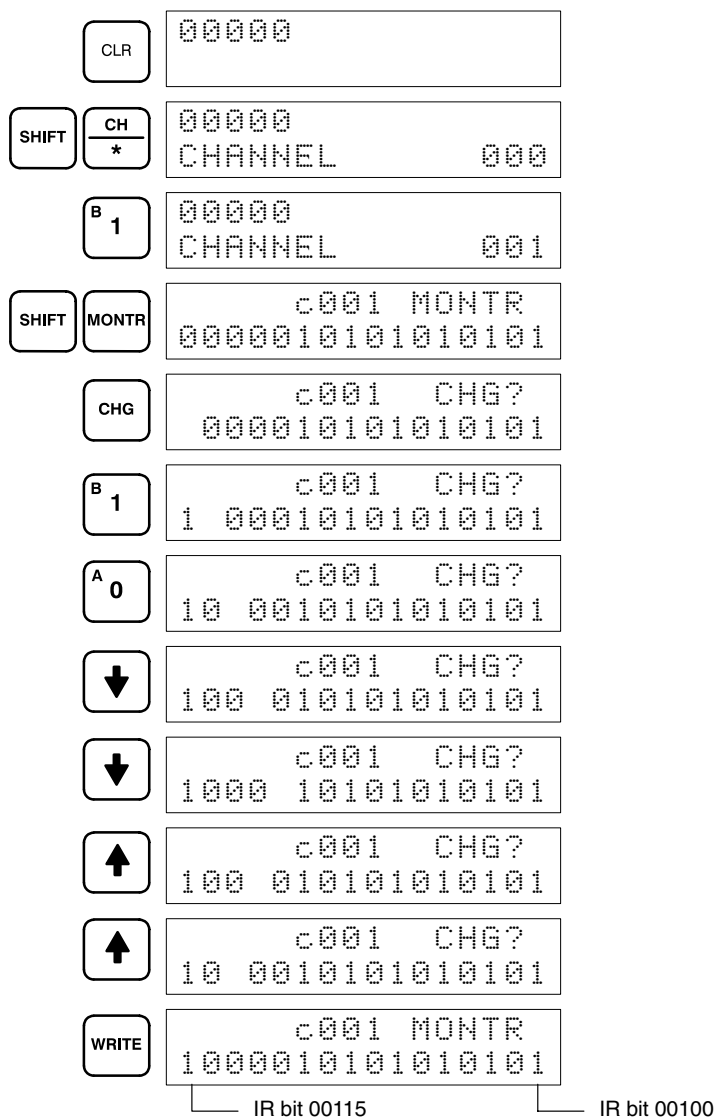 CLR 00000
SHIFT CH * 00000
CHANNEL 000
B 1 00000
CHANNEL 001
SHIFT MONTR c001 MONTR
0000010101010101
CHG c001 CHG?
000010101010101
B 1 c001 CHG?
1 00010101010101
A 0 c001 CHG?
10 0010101010101
↓ c001 CHG?
100 010101010101
↓ c001 CHG?
1000 10101010101
↑ c001 CHG?
100 010101010101
↑ c001 CHG?
10 0010101010101
WRITE c001 MONTR
1000010101010101
IR bit 00115 IR bit 00100